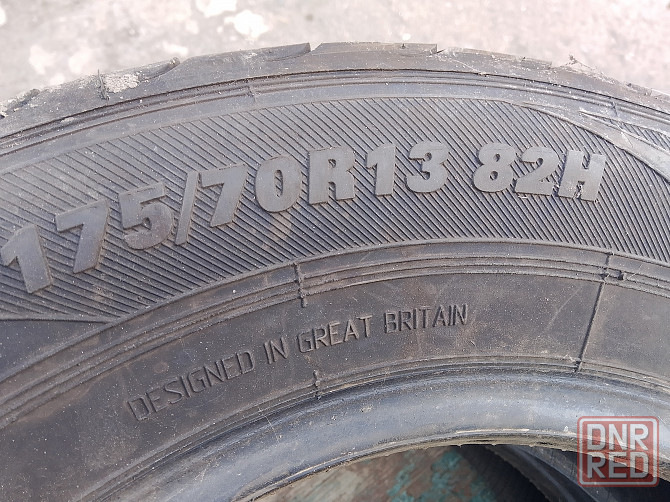 175/70R13 82H
DESIGNED IN GREAT BRITAIN
DNR
RED